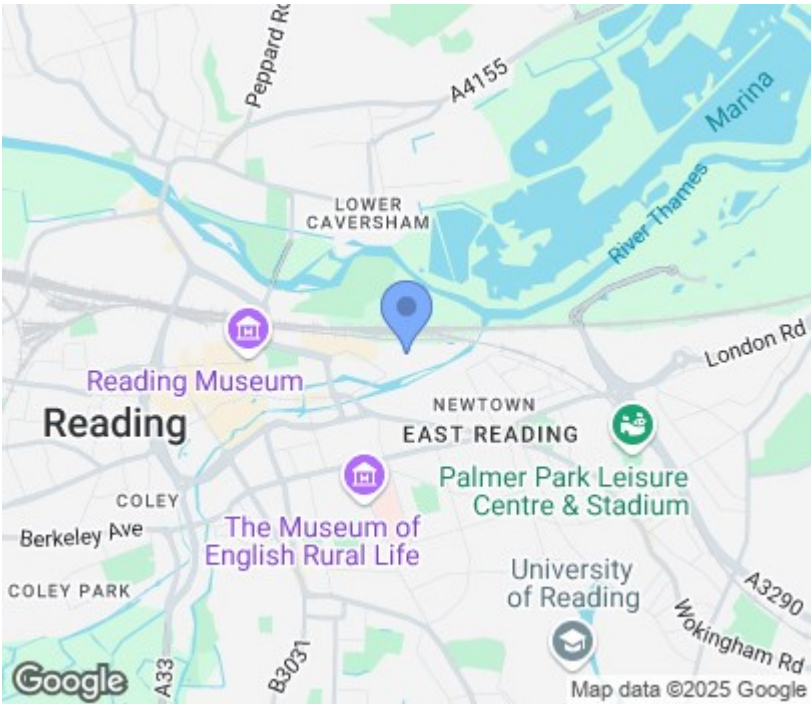 Peppard Rd
A4155
Marina
LOWER
CAVERSHAM
River Thames
Reading Museum
London Rd
Reading
NEWTOWN
EAST READING
Palmer Park Leisure
Centre & Stadium
COLEY
Berkeley Ave
The Museum of
English Rural Life
University
of Reading
COLEY PARK
A3290
Wokingham Rd
A33
B3031
Google
Map data ©2025 Google